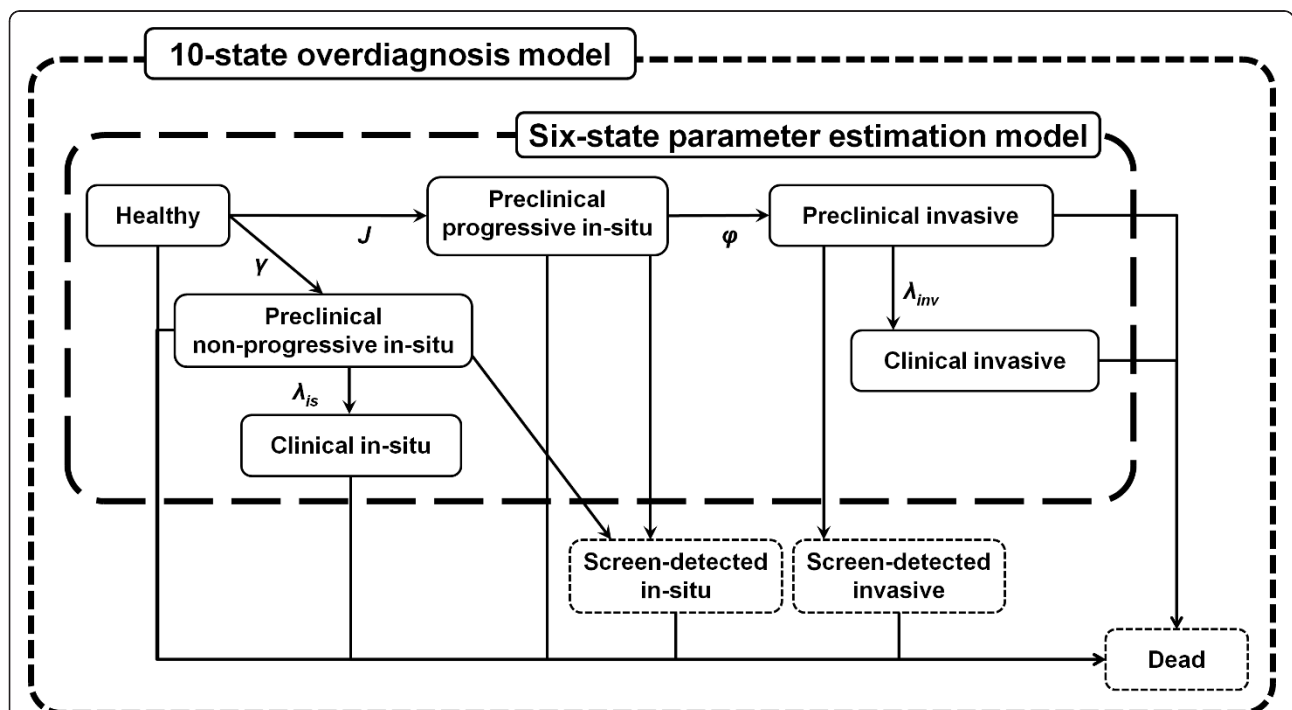 10-state overdiagnosis model
Six-state parameter estimation model
Healthy
J
Preclinical
progressive in-situ
φ
Preclinical invasive
γ
Preclinical
non-progressive in-situ
λinv
Clinical invasive
λis
Clinical in-situ
Screen-detected
in-situ
Screen-detected
invasive
Dead